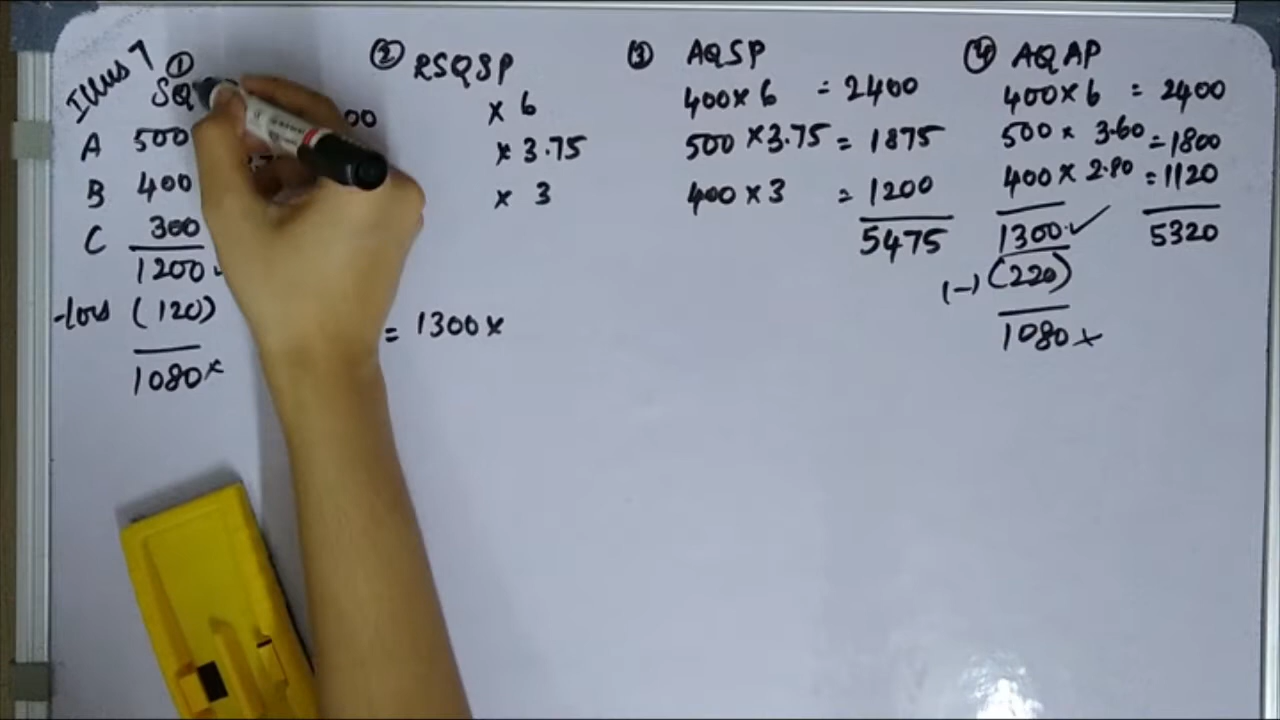 Illus 7
① SQ
A 500 00
B 400
C 300
1200
-loss (120) = 1300 ×
1080 ×
② RSQSP
× 6
× 3.75
× 3
③ AQSP
400 × 6 = 2400
500 × 3.75 = 1875
400 × 3 = 1200
5475
④ AQAP
400 × 6 = 2400
500 × 3.60 = 1800
400 × 2.80 = 1120
1300 ✓ 5320
(-) (220)
1080 ×